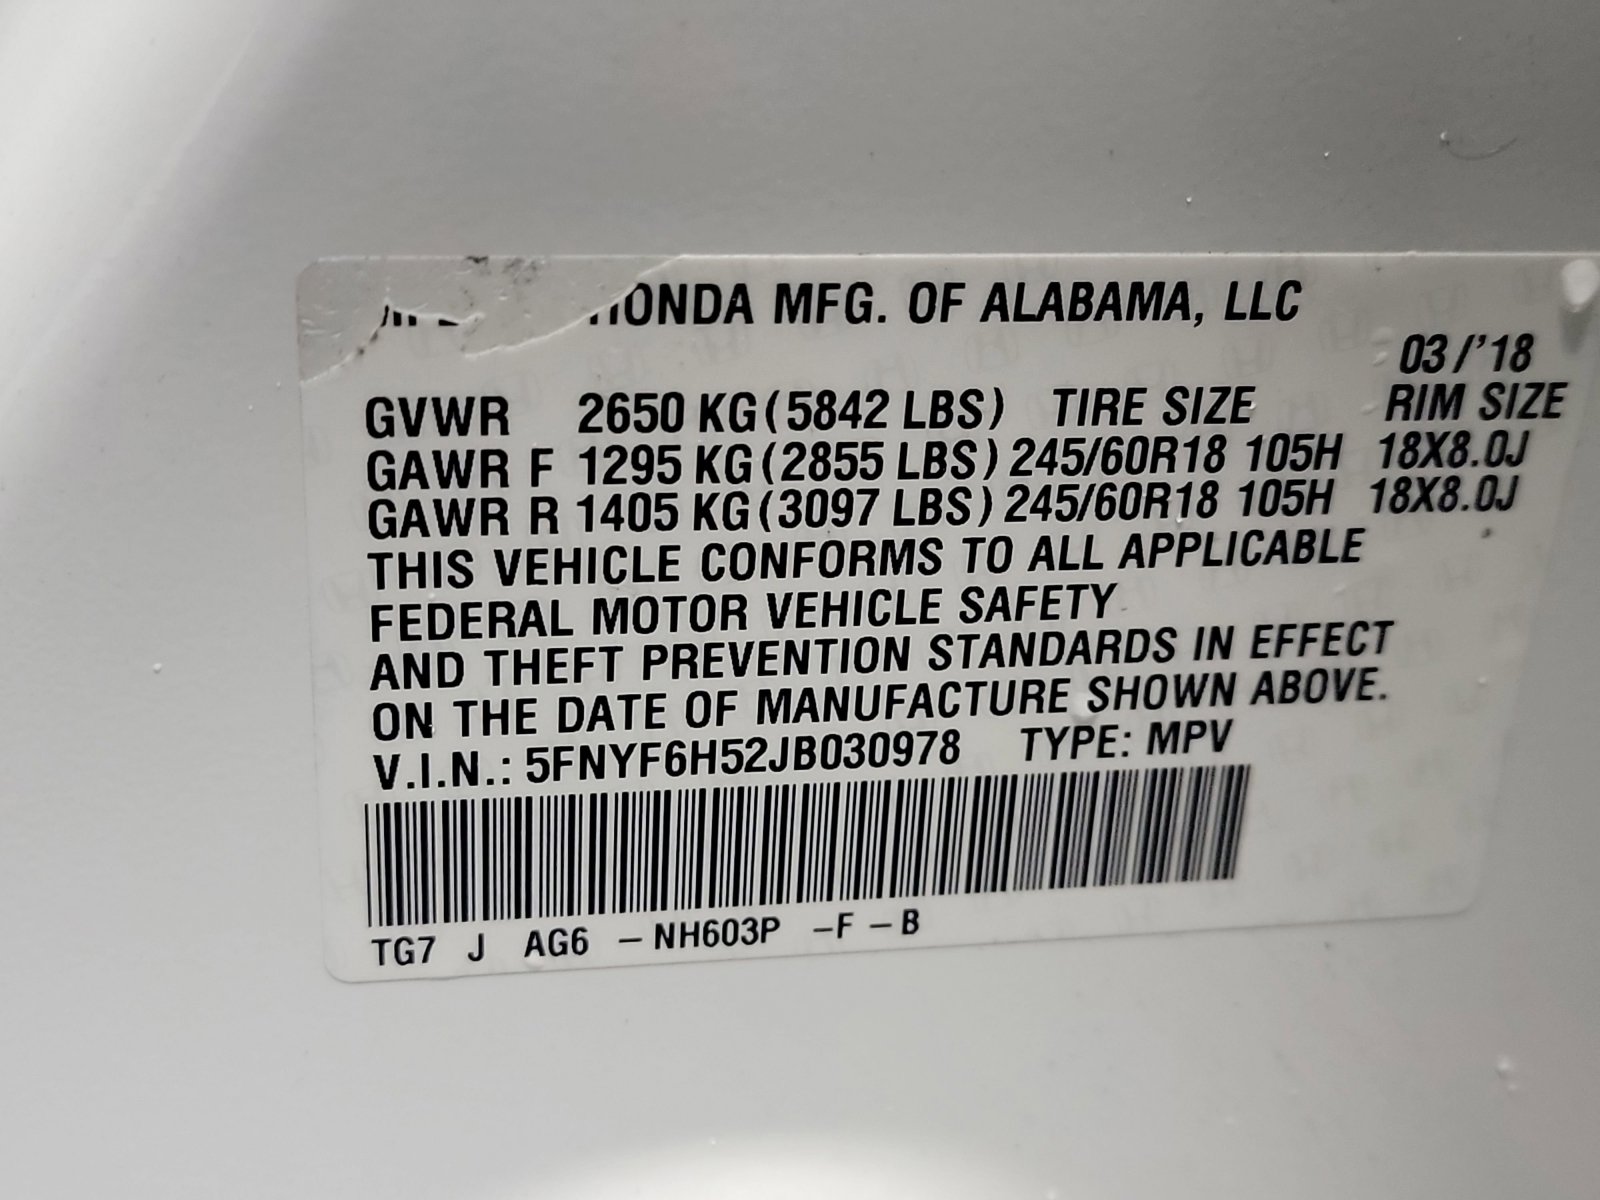 HONDA MFG. OF ALABAMA, LLC
03/'18
GVWR 2650 KG (5842 LBS) TIRE SIZE RIM SIZE
GAWR F 1295 KG (2855 LBS) 245/60R18 105H 18X8.0J
GAWR R 1405 KG (3097 LBS) 245/60R18 105H 18X8.0J
THIS VEHICLE CONFORMS TO ALL APPLICABLE
FEDERAL MOTOR VEHICLE SAFETY
AND THEFT PREVENTION STANDARDS IN EFFECT
ON THE DATE OF MANUFACTURE SHOWN ABOVE.
V.I.N.: 5FNYF6H52JB030978 TYPE: MPV
TG7 J AG6 –NH603P –F–B